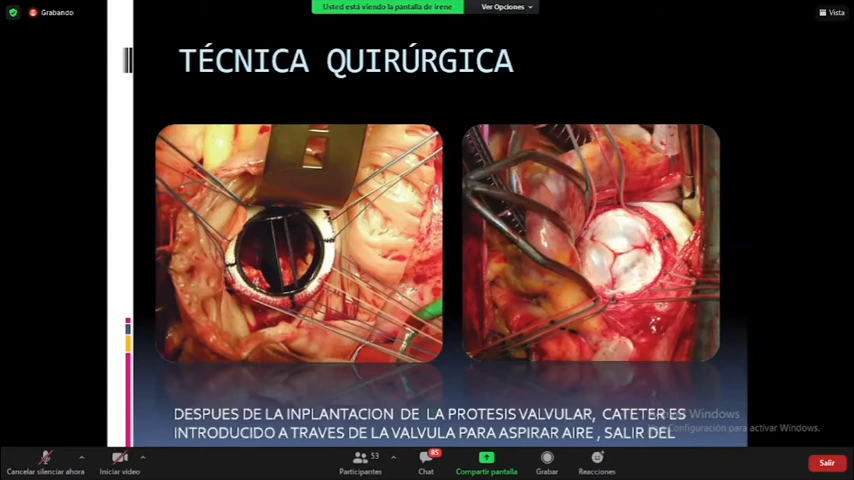 Grabando
Usted está viendo la pantalla de irene
Ver Opciones
Vista
TÉCNICA QUIRÚRGICA
DESPUES DE LA INPLANTACION DE LA PROTESIS VALVULAR, CATETER ES
INTRODUCIDO A TRAVES DE LA VALVULA PARA ASPIRAR AIRE , SALIR DEL
Windows
Configuración para activar Windows.
Cancelar silenciar ahora
Iniciar video
53
Participantes
85
Chat
Compartir pantalla
Grabar
Reacciones
Salir